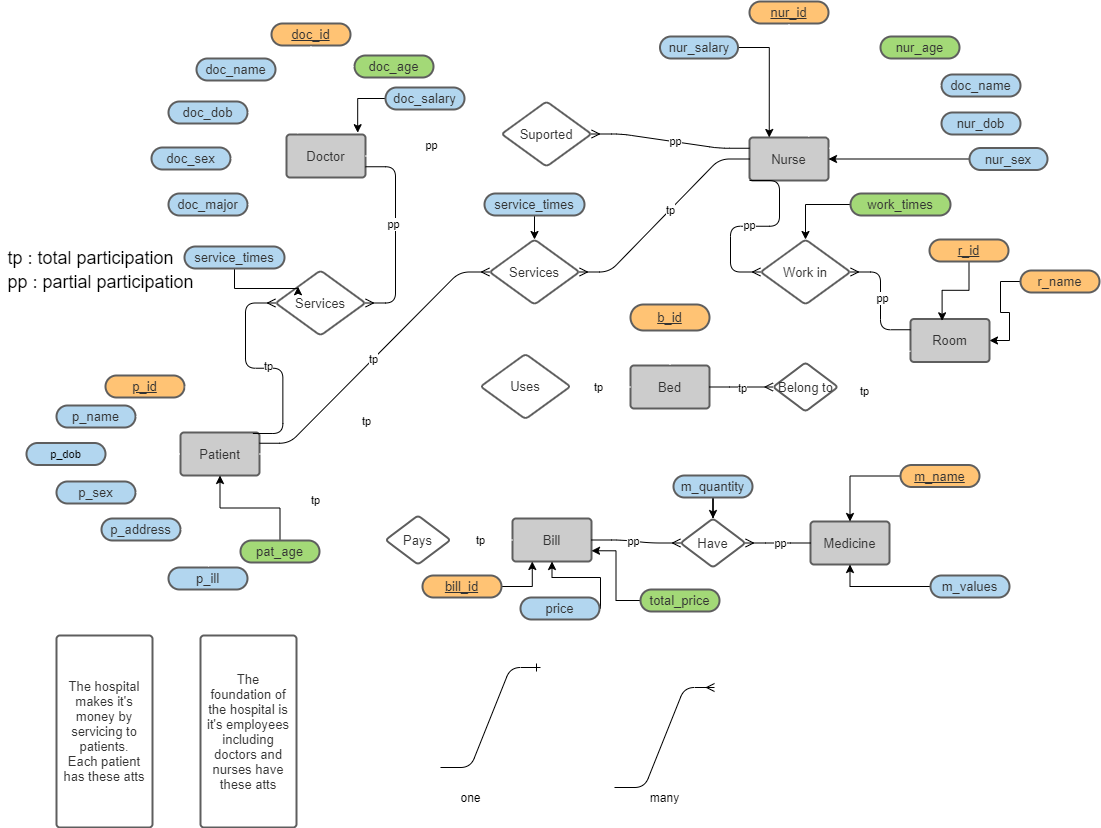 nur_id
doc_id
nur_salary
nur_age
doc_name
doc_age
doc_name
doc_salary
doc_dob
nur_dob
Suported
pp
pp
Doctor
doc_sex
Nurse
nur_sex
doc_major
service_times
tp
work_times
pp
pp
tp : total participation
service_times
r_id
pp : partial participation
Services
Services
Work in
r_name
pp
b_id
Room
tp
tp
p_id
Uses
tp
Bed
tp
Belong to
tp
p_name
tp
p_dob
Patient
m_name
p_sex
m_quantity
tp
p_address
Pays
tp
Bill
pp
Have
pp
Medicine
pat_age
p_ill
bill_id
m_values
price
total_price
The hospital
makes it's
money by
servicing to
patients.
Each patient
has these atts
The
foundation of
the hospital is
it's employees
including
doctors and
nurses have
these atts
one
many